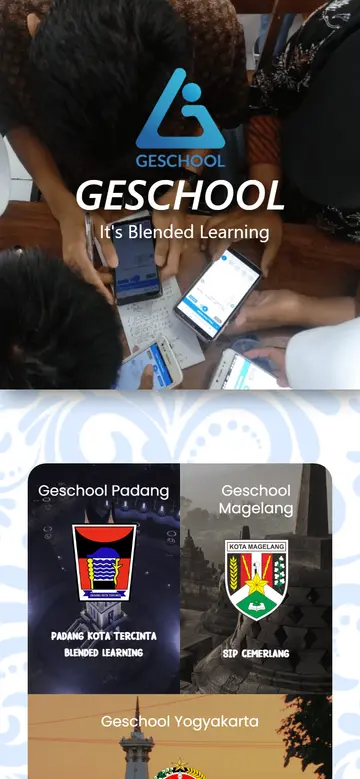 GESCHOOL
GESCHOOL
It's Blended Learning
Geschool Padang
PADANG KOTA TERCINTA
BLENDED LEARNING
Geschool
Magelang
KOTA MAGELANG
SIP CEMERLANG
Geschool Yogyakarta